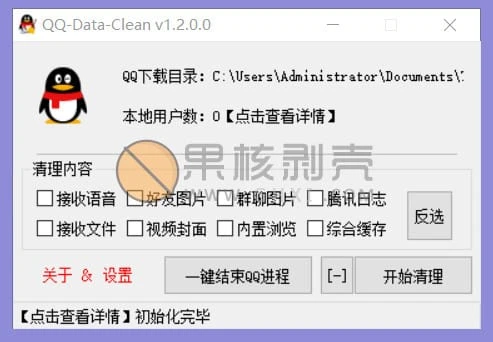 QQ-Data-Clean v1.2.0.0
QQ下载目录: C:\Users\Administrator\Documents\
本地用户数: 0【点击查看详情】
果核剥壳
WWW.GHXI.COM
清理内容
接收语音 好友图片 群聊图片 腾讯日志
接收文件 视频封面 内置浏览 综合缓存
反选
关于 & 设置 一键结束QQ进程 [-] 开始清理
【点击查看详情】初始化完毕